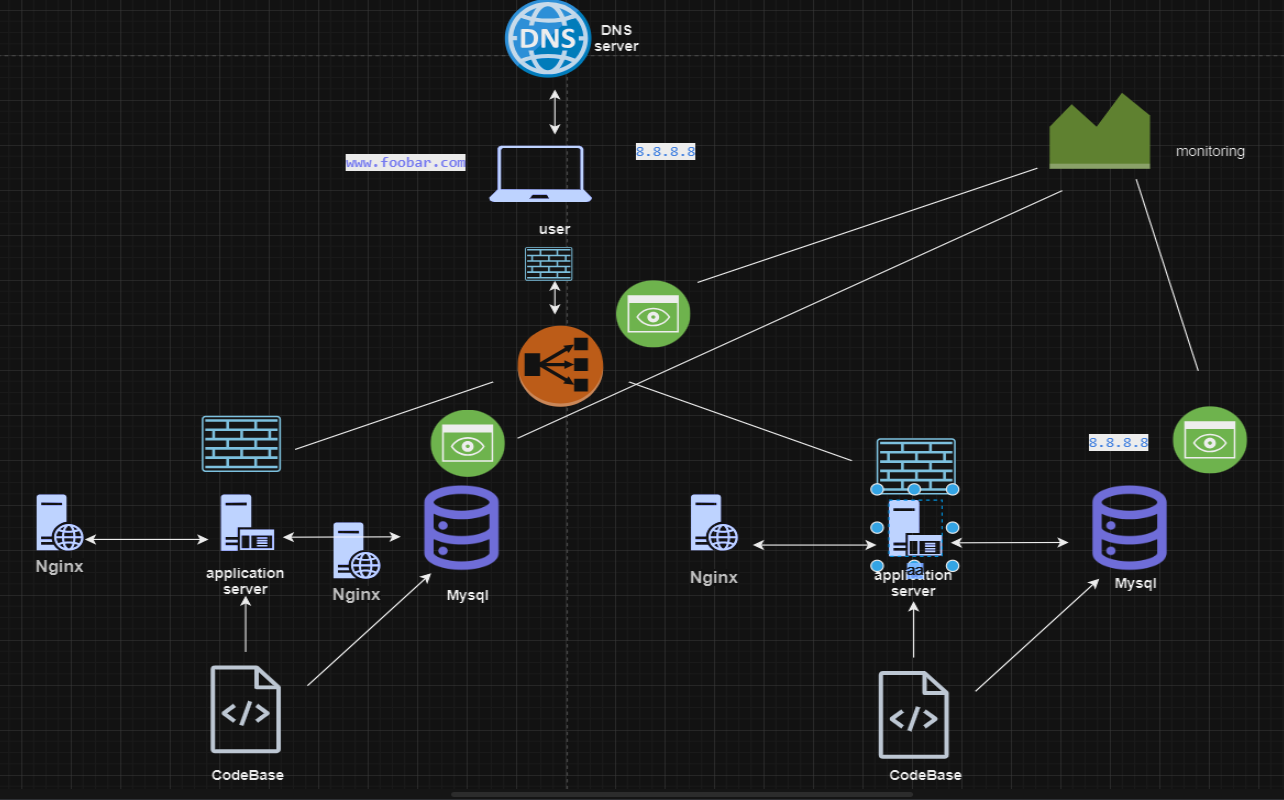 DNS
DNS
server
www.foobar.com
8.8.8.8
monitoring
user
8.8.8.8
Nginx
application
server
Nginx
Mysql
Nginx
aa
application
server
Mysql
</>
CodeBase
</>
CodeBase